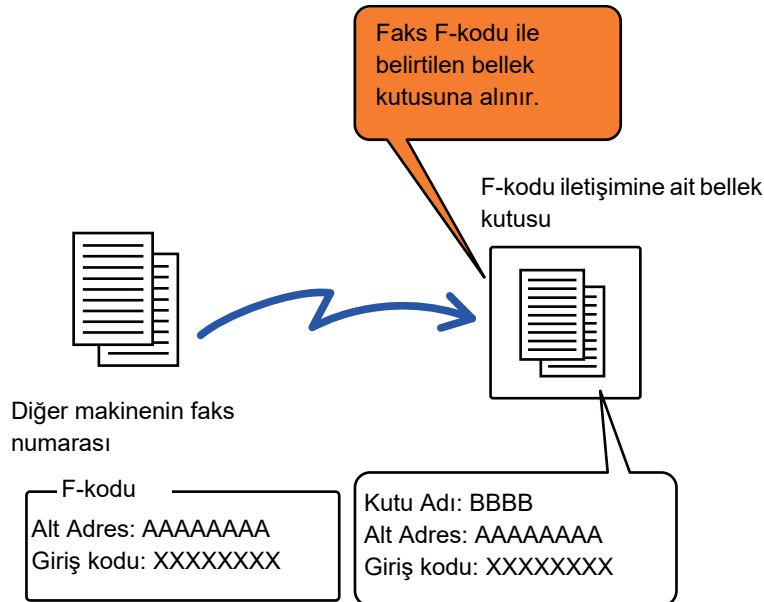 Faks F-kodu ile
belirtilen bellek
kutusuna alınır.
F-kodu iletişimine ait bellek
kutusu
Diğer makinenin faks
numarası
F-kodu
Alt Adres: AAAAAAAA
Giriş kodu: XXXXXXXX
Kutu Adı: BBBB
Alt Adres: AAAAAAAA
Giriş kodu: XXXXXXXX